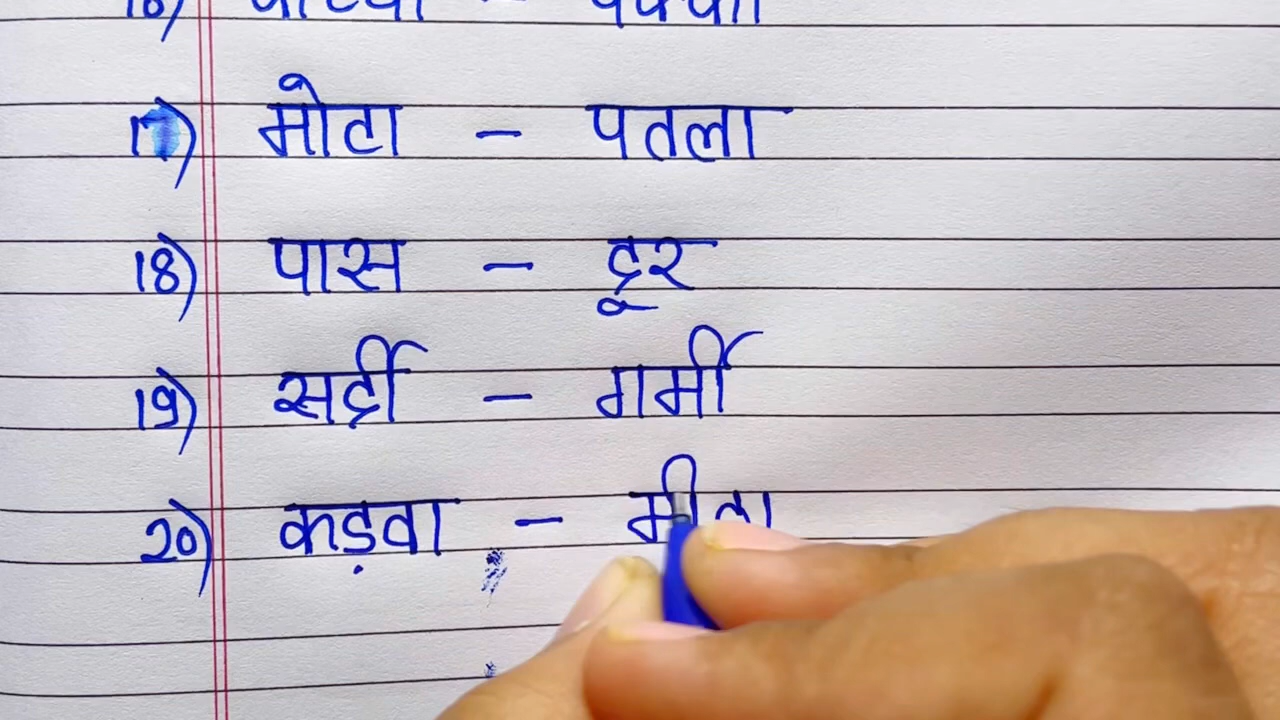 17) मोटा - पतला
18) पास - दूर
19) सर्दी - गर्मी
20) कड़वा -